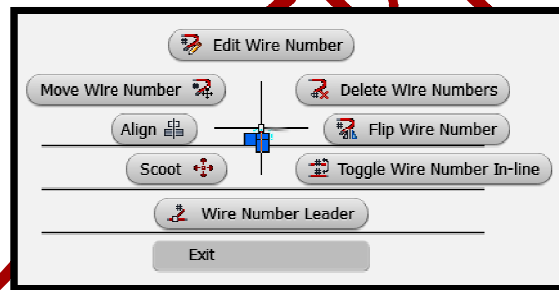 Edit Wire Number
Move Wire Number
Delete Wire Numbers
Align
Flip Wire Number
Scoot
Toggle Wire Number In-line
Wire Number Leader
Exit